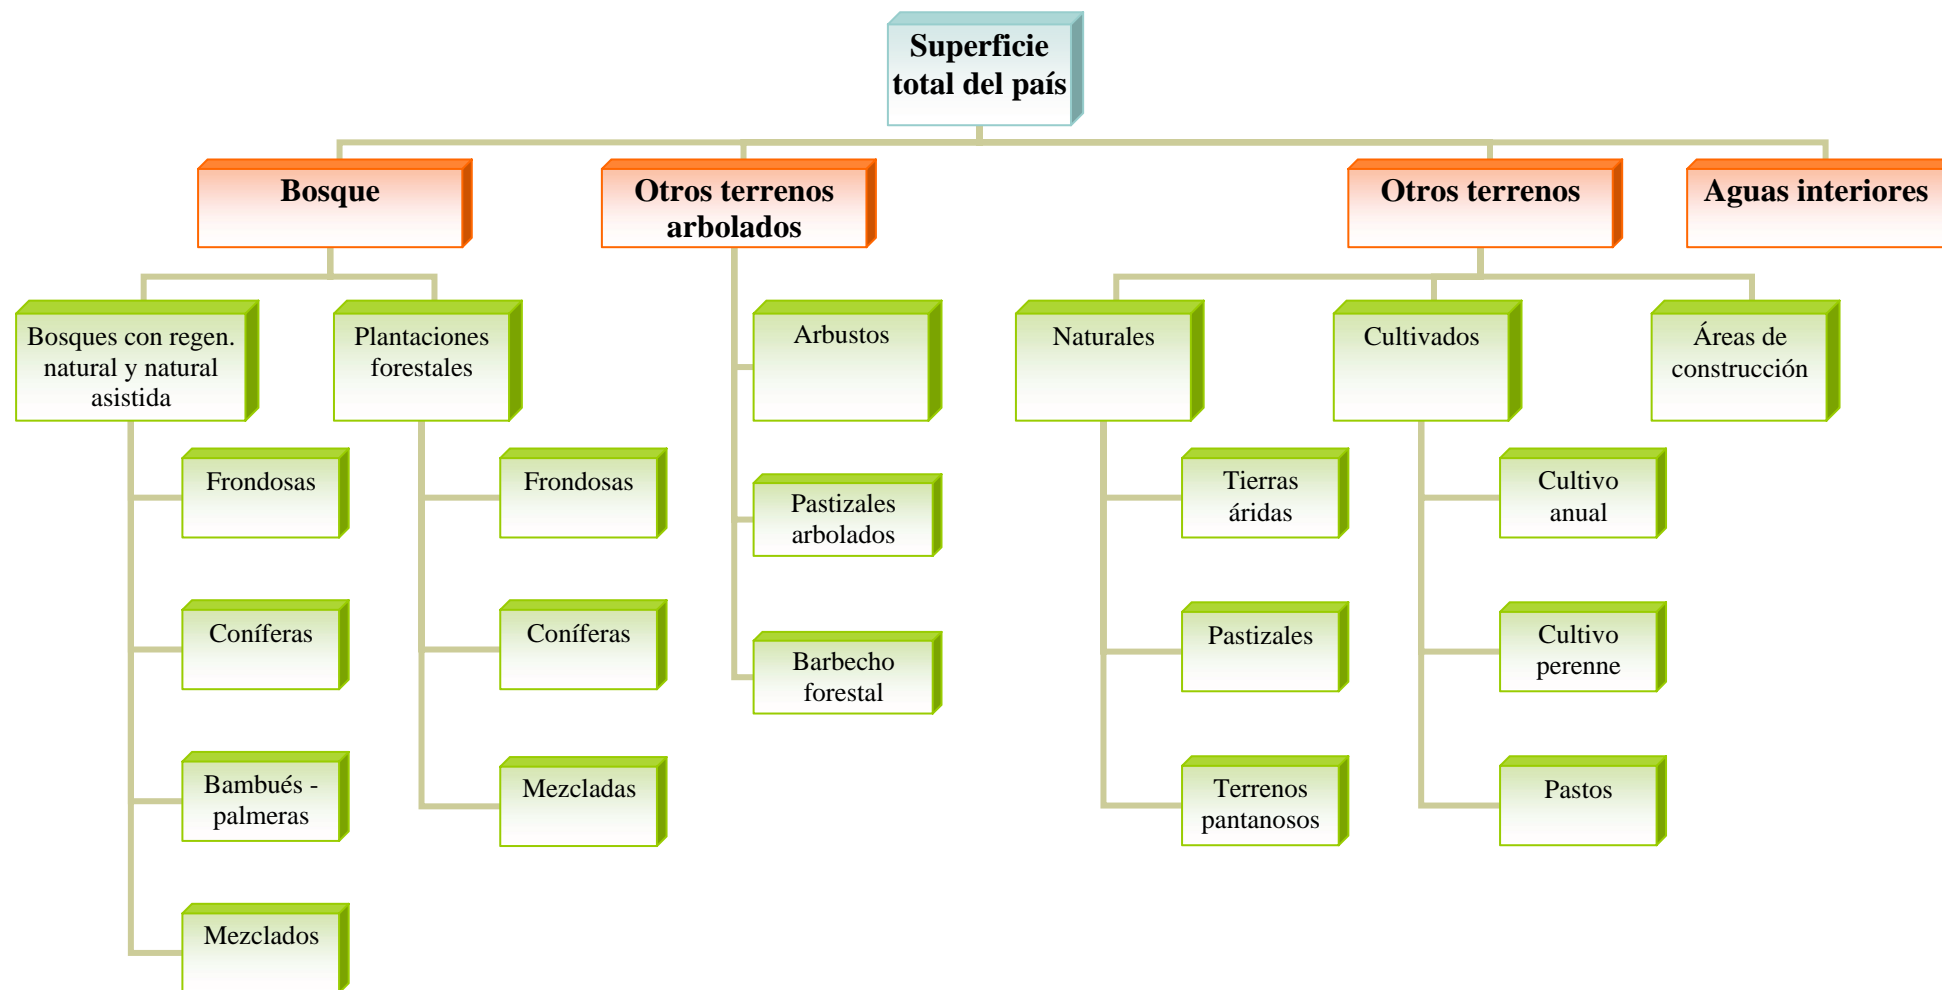 Superficie
total del país
Bosque
Otros terrenos
arbolados
Otros terrenos
Aguas interiores
Bosques con regen.
natural y natural
asistida
Plantaciones
forestales
Arbustos
Naturales
Cultivados
Áreas de
construcción
Frondosas
Frondosas
Pastizales
arbolados
Tierras
áridas
Cultivo
anual
Coníferas
Coníferas
Barbecho
forestal
Pastizales
Cultivo
perenne
Bambués -
palmeras
Mezcladas
Terrenos
pantanosos
Pastos
Mezclados